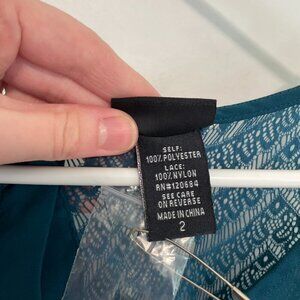 SELF:
100% POLYESTER
LACE:
100% NYLON
RN#120684
SEE CARE
ON REVERSE
MADE IN CHINA
2